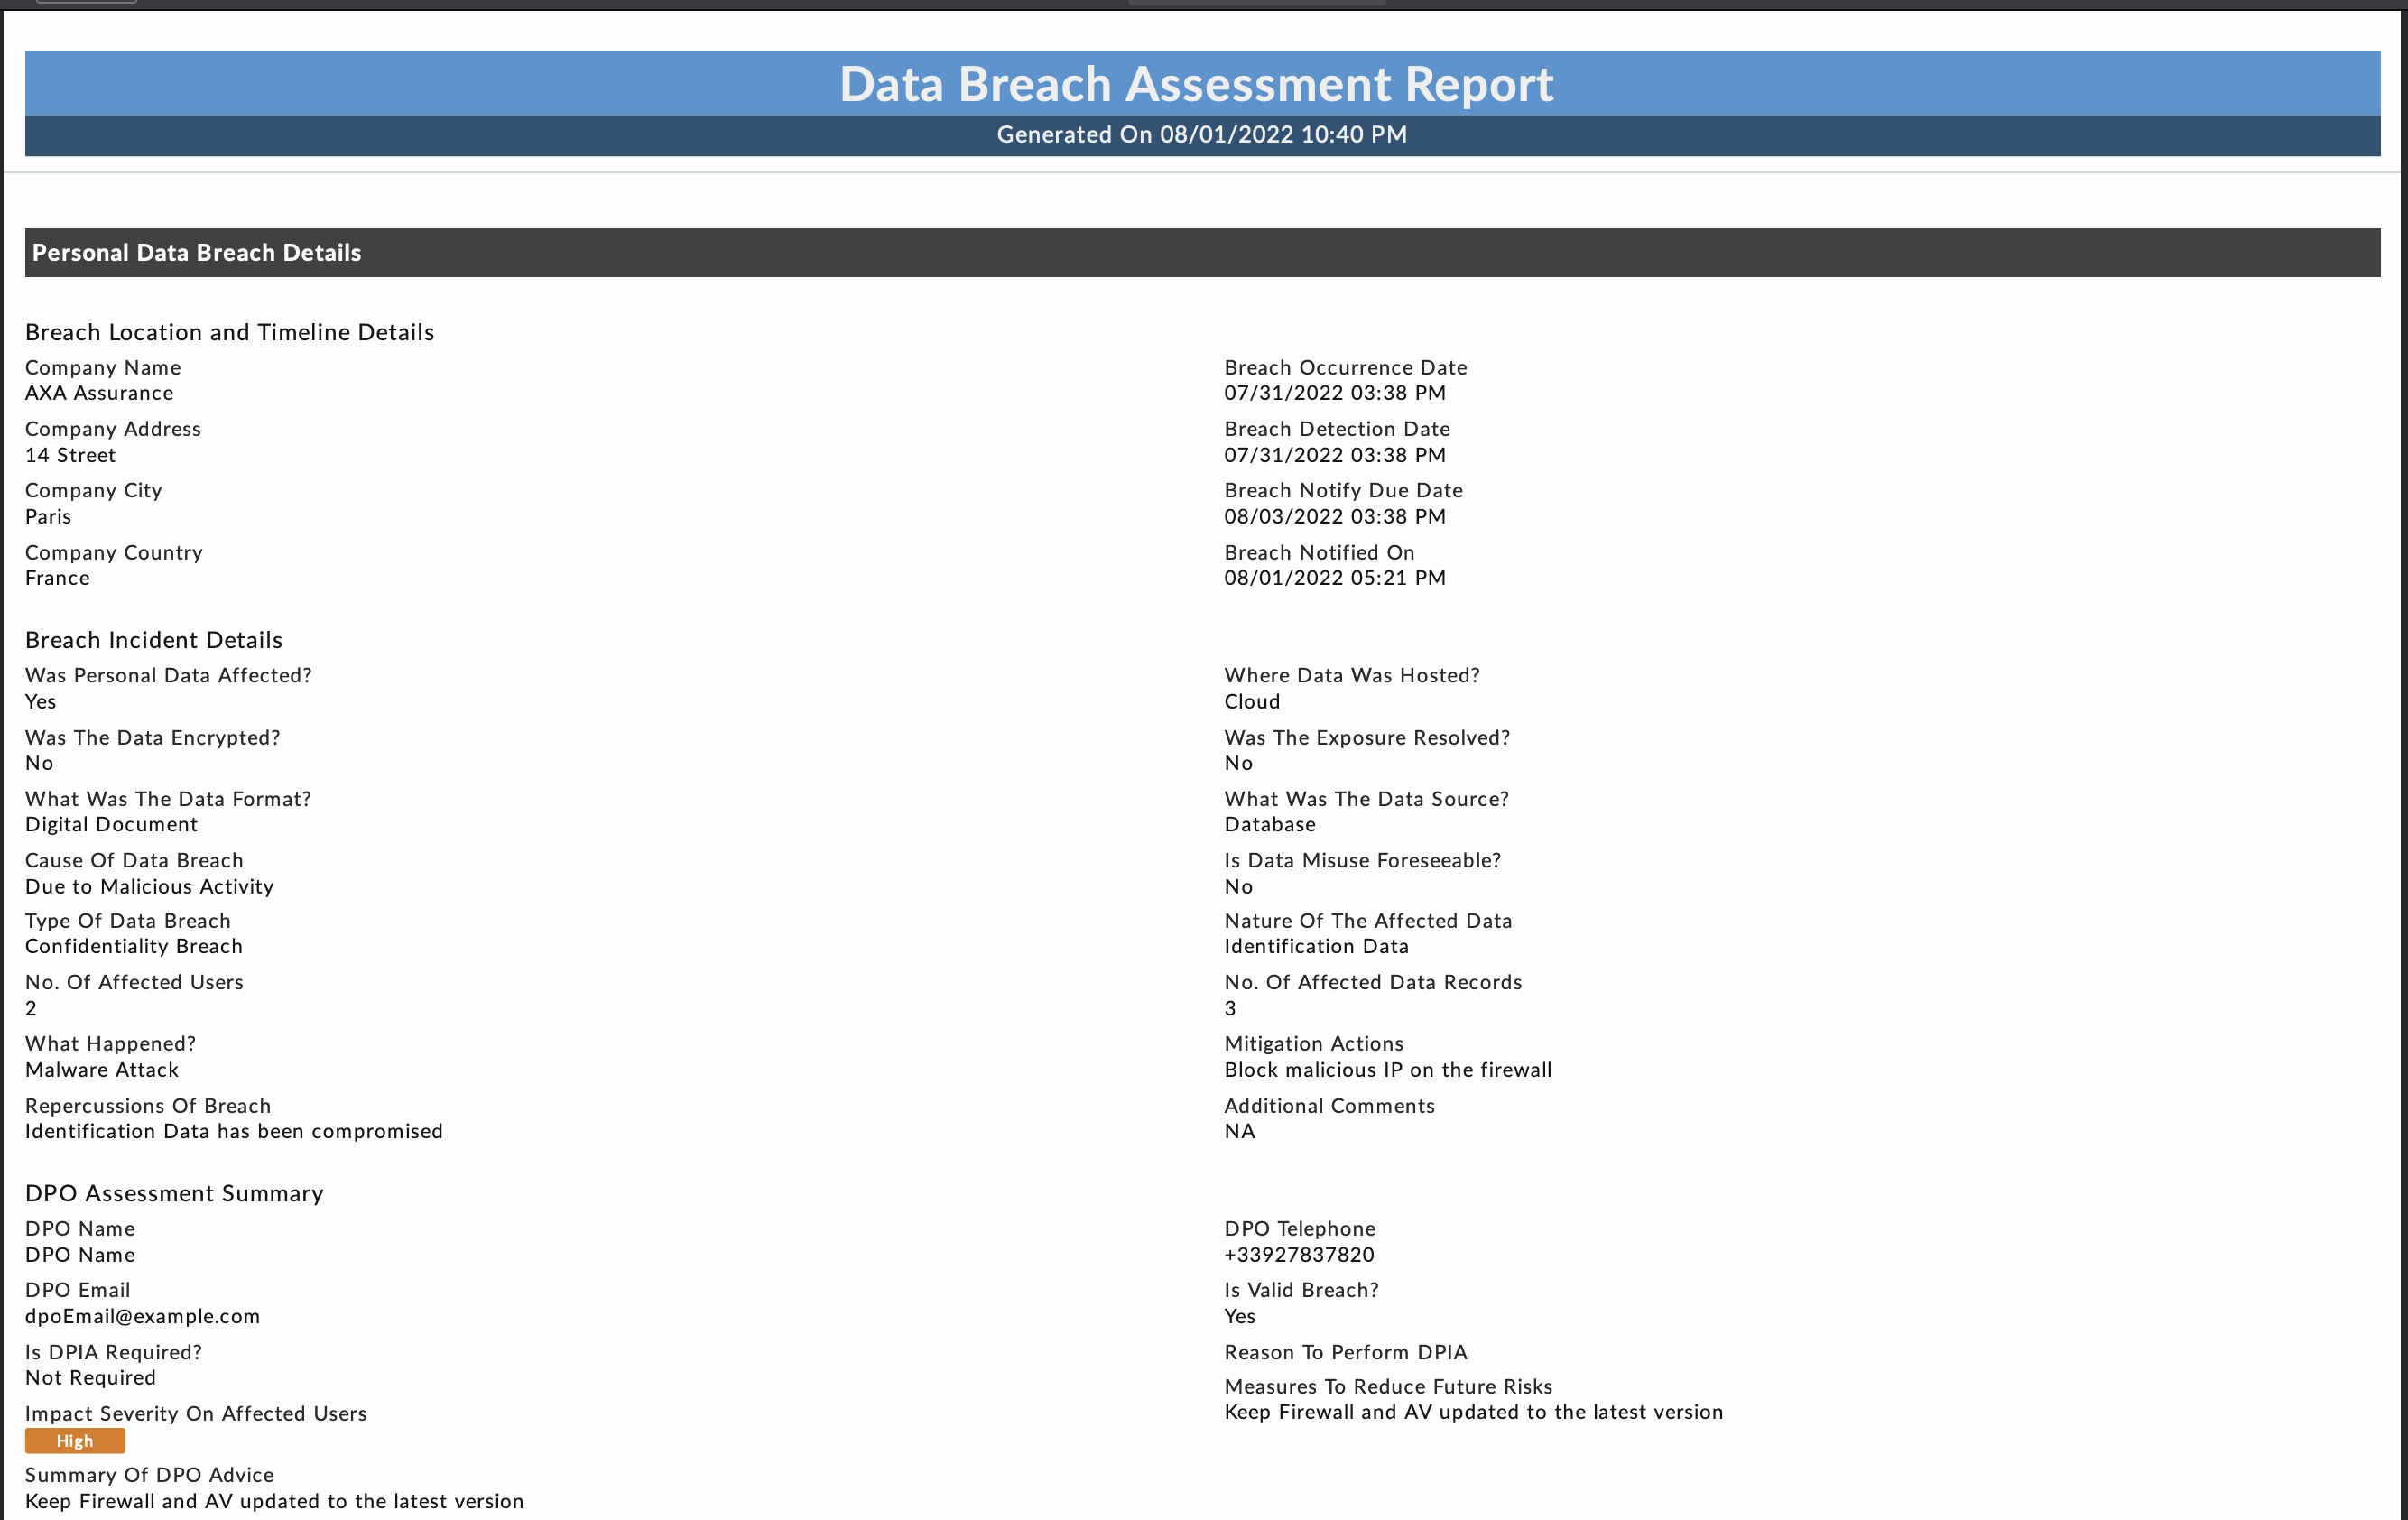 Data Breach Assessment Report
Generated On 08/01/2022 10:40 PM
Personal Data Breach Details
Breach Location and Timeline Details
Company Name
AXA Assurance
Company Address
14 Street
Company City
Paris
Company Country
France
Breach Occurrence Date
07/31/2022 03:38 PM
Breach Detection Date
07/31/2022 03:38 PM
Breach Notify Due Date
08/03/2022 03:38 PM
Breach Notified On
08/01/2022 05:21 PM
Breach Incident Details
Was Personal Data Affected?
Yes
Was The Data Encrypted?
No
What Was The Data Format?
Digital Document
Cause Of Data Breach
Due to Malicious Activity
Type Of Data Breach
Confidentiality Breach
No. Of Affected Users
2
What Happened?
Malware Attack
Repercussions Of Breach
Identification Data has been compromised
Where Data Was Hosted?
Cloud
Was The Exposure Resolved?
No
What Was The Data Source?
Database
Is Data Misuse Foreseeable?
No
Nature Of The Affected Data
Identification Data
No. Of Affected Data Records
3
Mitigation Actions
Block malicious IP on the firewall
Additional Comments
NA
DPO Assessment Summary
DPO Name
DPO Name
DPO Email
dpoEmail@example.com
Is DPIA Required?
Not Required
Impact Severity On Affected Users
High
Summary Of DPO Advice
Keep Firewall and AV updated to the latest version
DPO Telephone
+33927837820
Is Valid Breach?
Yes
Reason To Perform DPIA
Measures To Reduce Future Risks
Keep Firewall and AV updated to the latest version